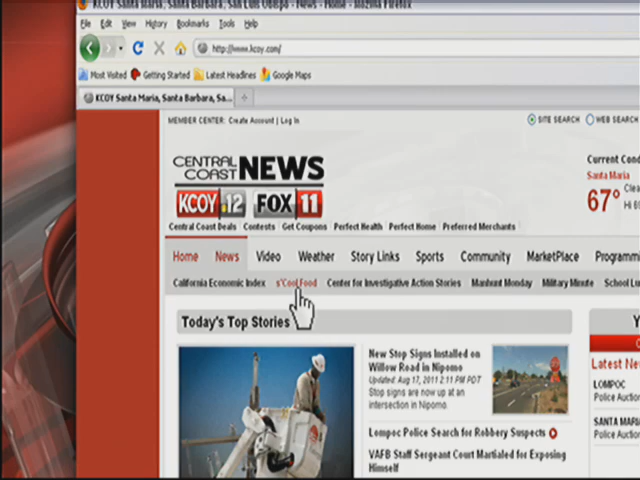 KCOY Santa Maria, Santa Barbara, San Luis Obispo - News - Home - Mozilla Firefox
File Edit View History Bookmarks Tools Help
http://www.kcoy.com/
Most Visited Getting Started Latest Headlines Google Maps
KCOY Santa Maria, Santa Barbara, Sa...
MEMBER CENTER: Create Account | Log In
SITE SEARCH WEB SEARCH
CENTRAL COAST NEWS
KCOY 12 FOX 11
Current Cond
Santa Maria
67° Clea
Hi 6
Central Coast Deals Contests Get Coupons Perfect Health Perfect Home Preferred Merchants
Home News Video Weather Story Links Sports Community MarketPlace Programmi
California Economic Index s'Cool Food Center for Investigative Action Stories Manhunt Monday Military Minute School Lu
Today's Top Stories
New Stop Signs Installed on
Willow Road in Nipomo
Updated: Aug 17, 2011 2:11 PM PDT
Stop signs are now up at an
intersection in Nipomo.
Lompoc Police Search for Robbery Suspects
VAFB Staff Sergeant Court Martialed for Exposing
Himself
Y
Latest Ne
LOMPOC
Police Auction
SANTA MARIA
Police Auction